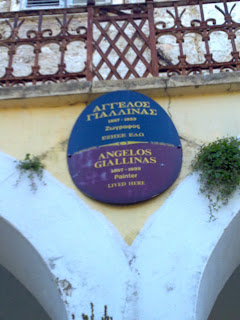 ΑΓΓΕΛΟΣ
ΓΙΑΛΛΙΝΑΣ
1857 - 1939
Ζωγράφος
ΕΖΗΣΕ ΕΔΩ
ANGELOS
GIALLINAS
1857 - 1939
Painter
LIVED HERE